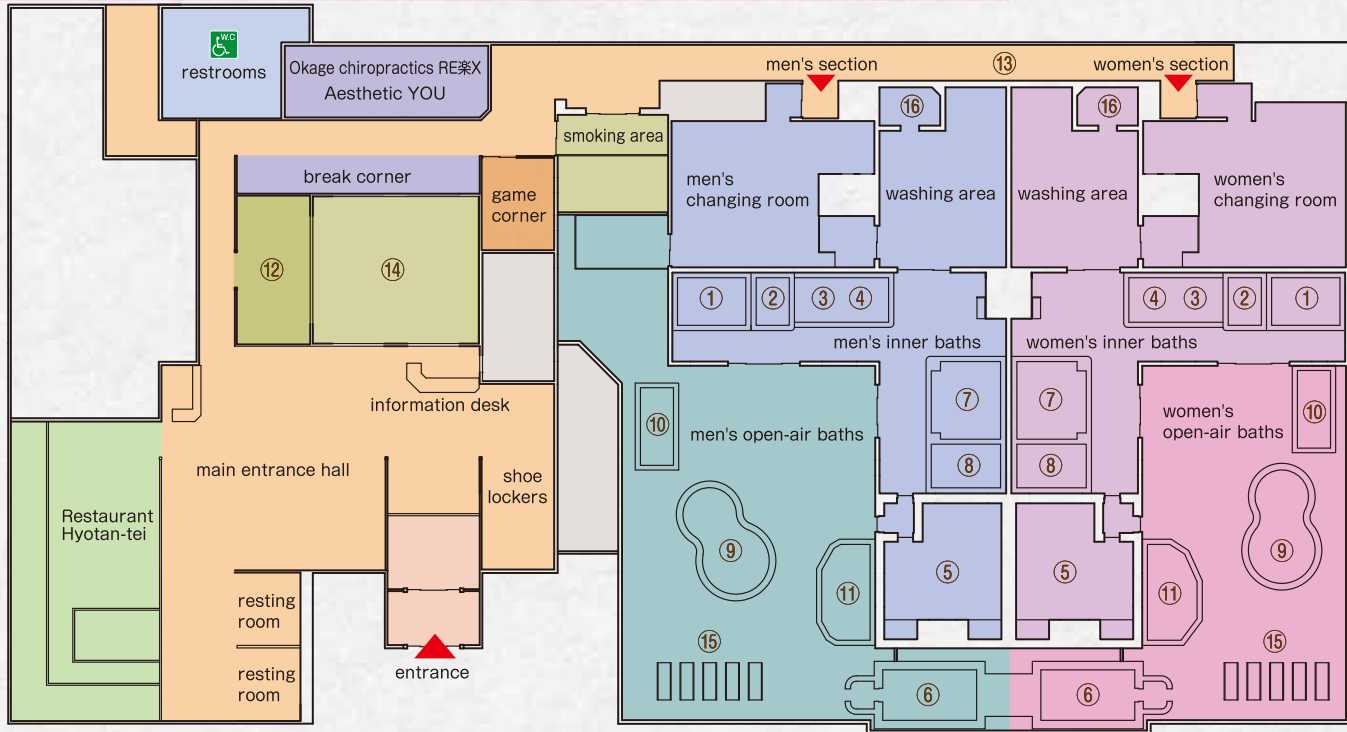 W.C
restrooms
Okage chiropractics RE楽X
Aesthetic YOU
men's section
⑬
women's section
smoking area
⑯
⑯
break corner
game
corner
men's
changing room
washing area
washing area
women's
changing room
⑫
⑭
①
②
③
④
④
③
②
①
men's inner baths
women's inner baths
information desk
⑦
⑦
⑩
men's open-air baths
women's
open-air baths
⑩
main entrance hall
shoe
lockers
⑧
⑧
Restaurant
Hyotan-tei
⑨
⑨
⑤
⑤
⑪
⑪
resting
room
⑮
⑮
entrance
resting
room
⑥
⑥